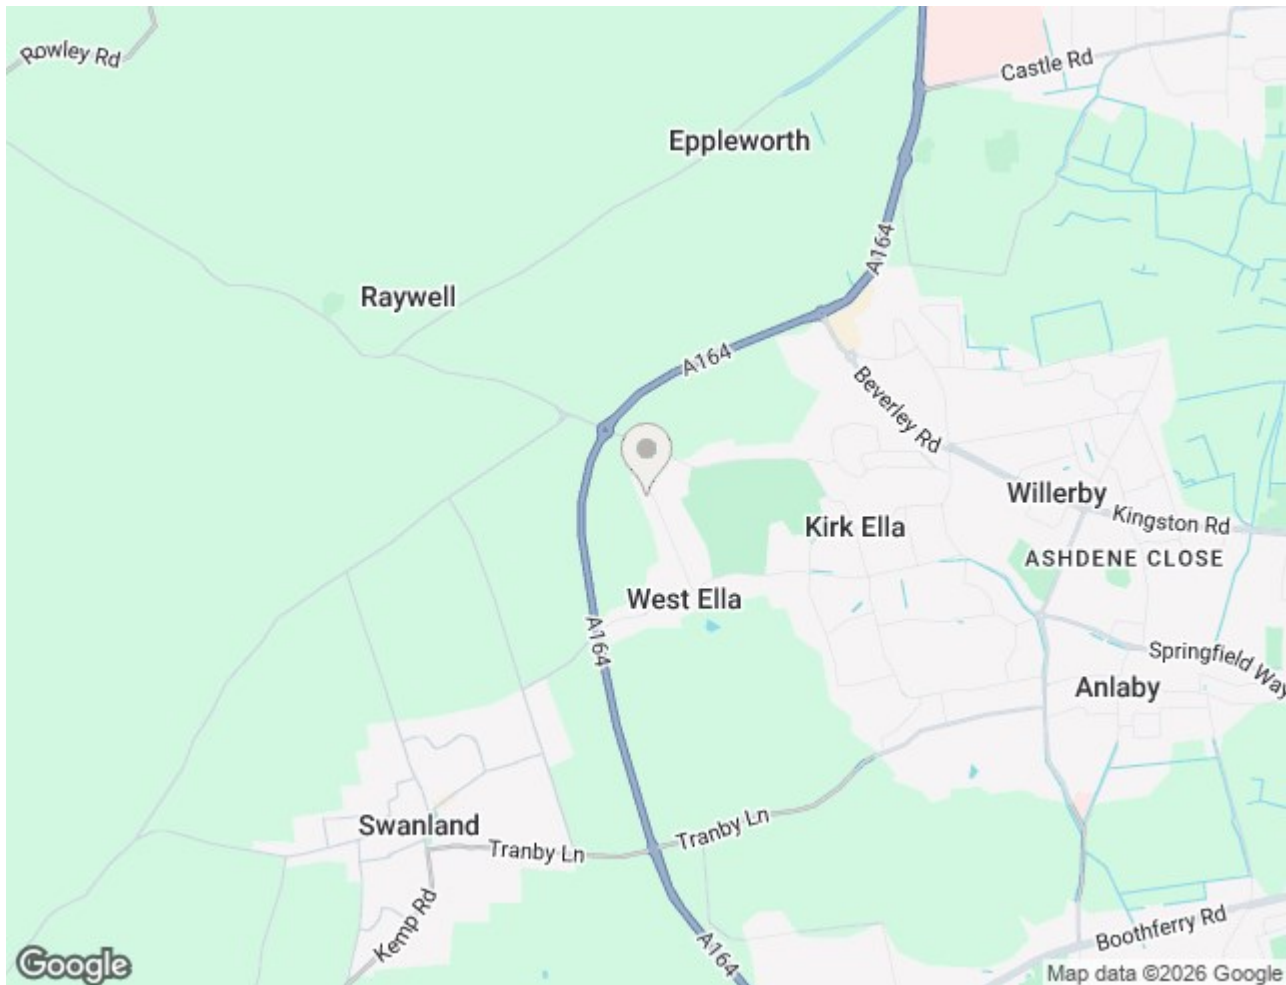 Rowley Rd
Castle Rd
Eppleworth
A164
Raywell
A164
Beverley Rd
Willerby
Kingston Rd
Kirk Ella
ASHDENE CLOSE
West Ella
A164
Springfield Way
Anlaby
Swanland
Tranby Ln
Tranby Ln
Kemp Rd
Boothferry Rd
A164
Google
Map data ©2026 Google